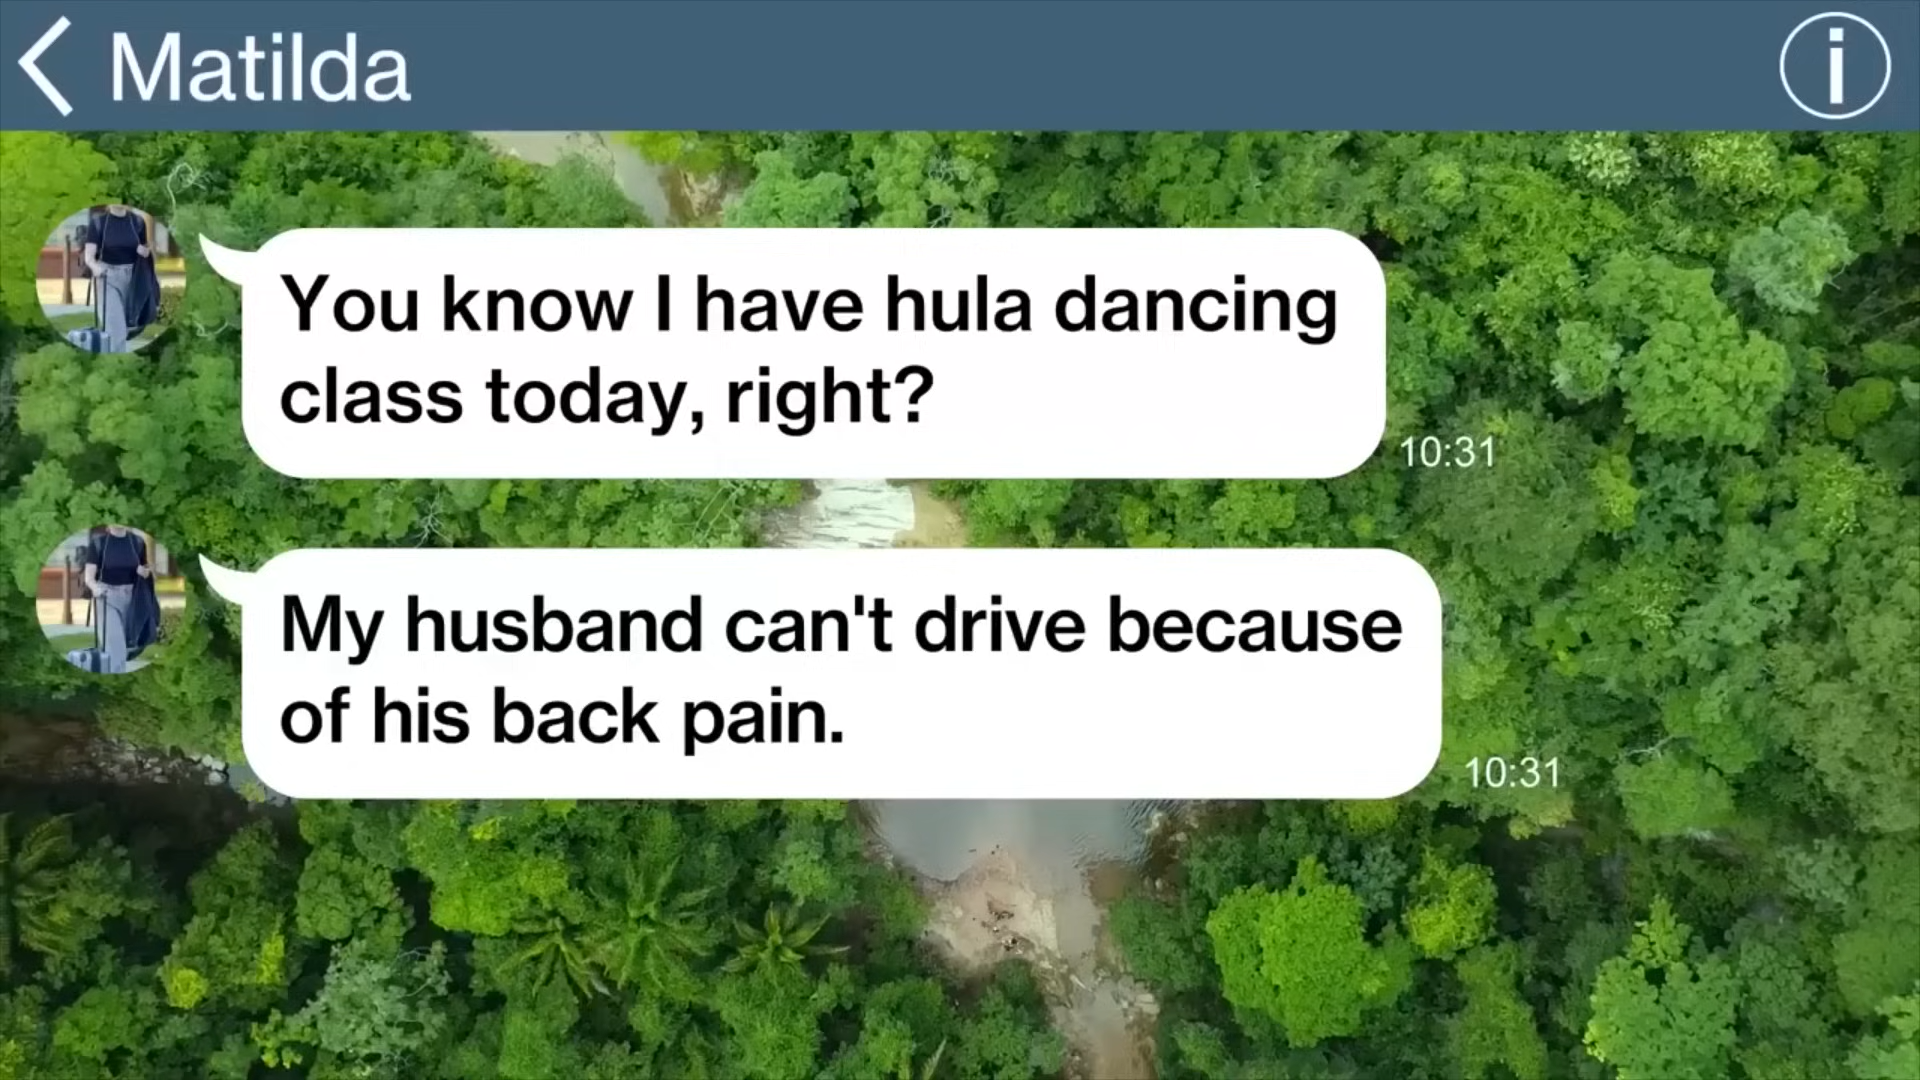 Matilda
You know I have hula dancing
class today, right?
10:31
My husband can't drive because
of his back pain.
10:31